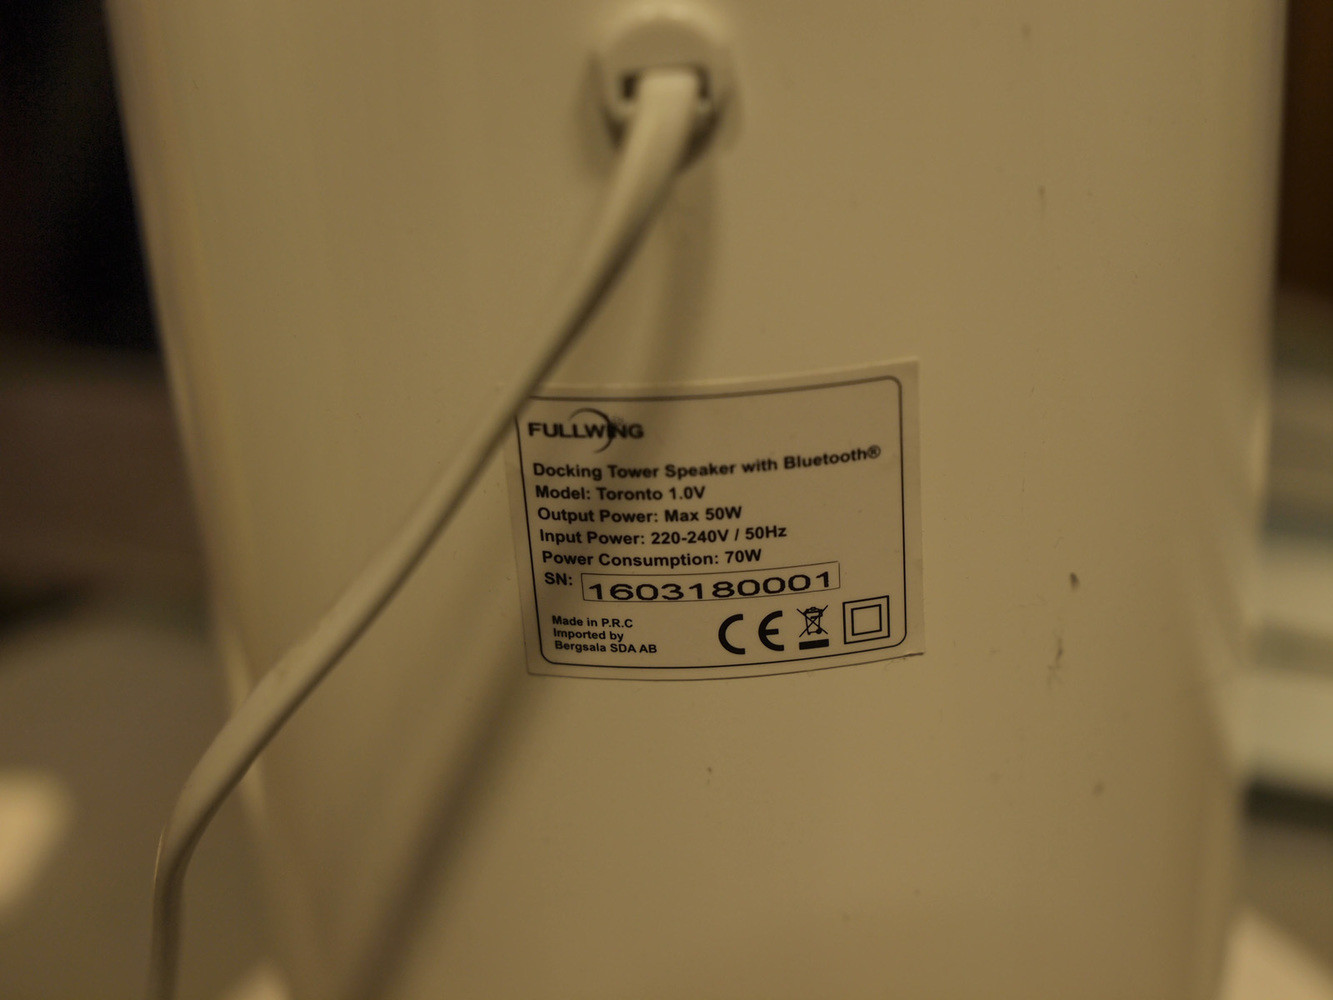 FULLWING
Docking Tower Speaker with Bluetooth®
Model: Toronto 1.0V
Output Power: Max 50W
Input Power: 220-240V / 50Hz
Power Consumption: 70W
SN: 1603180001
Made in P.R.C
Imported by
Bergsala SDA AB
CE